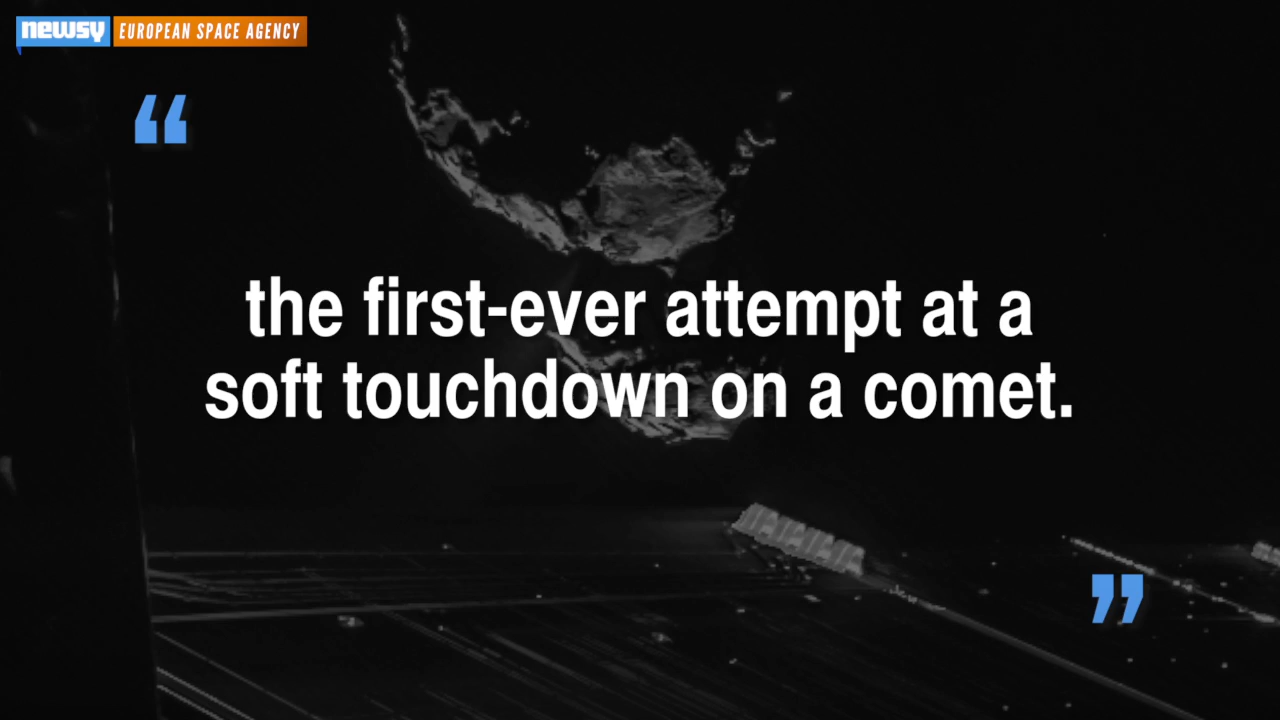 newsy EUROPEAN SPACE AGENCY
“
the first-ever attempt at a
soft touchdown on a comet.
”